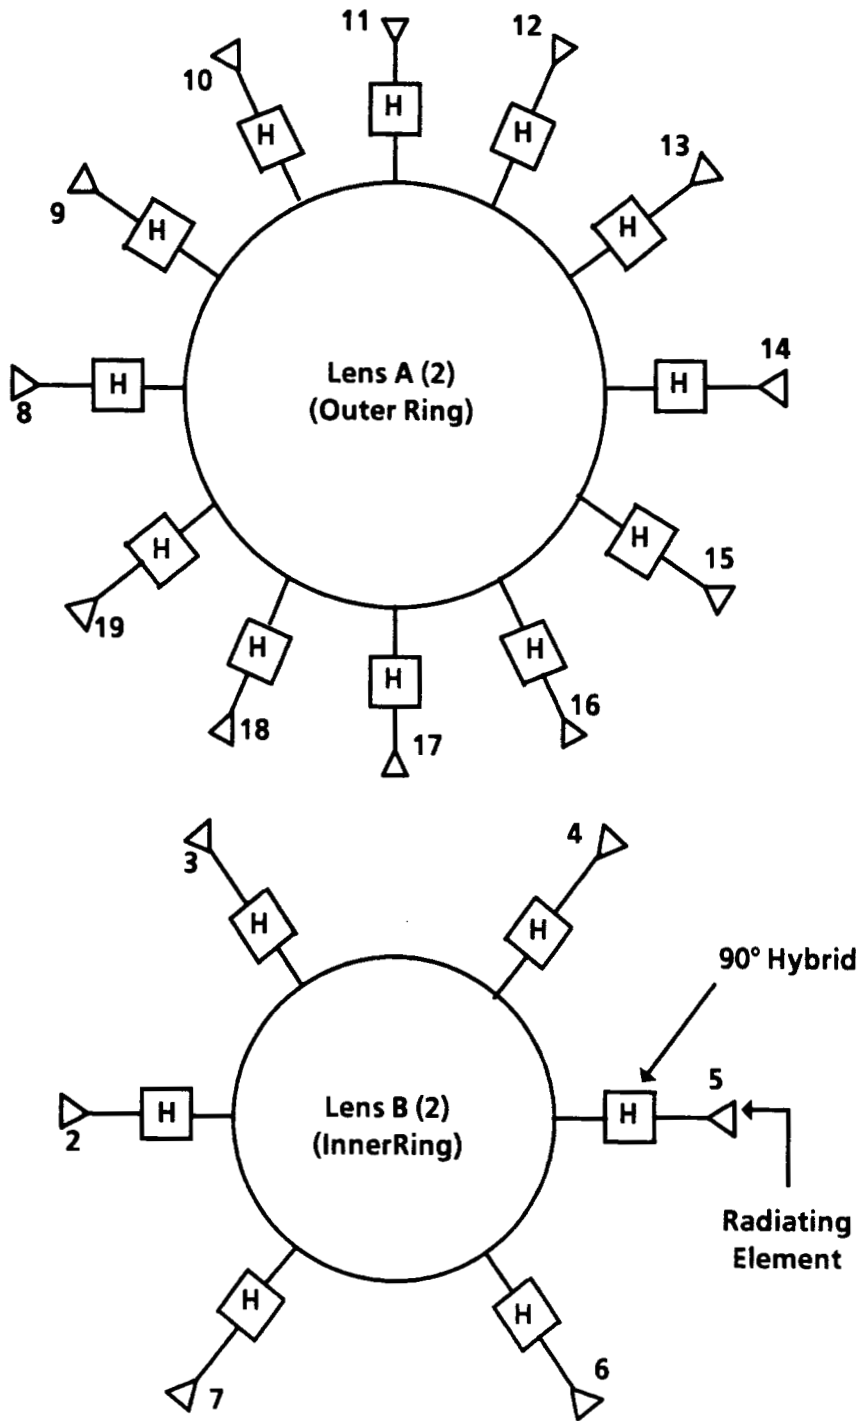 11
12
10
H
H
H
13
9
H
H
14
Lens A (2)
(Outer Ring)
H
H
8
15
H
H
19
H
H
H
16
18
17
3
4
H
H
90° Hybrid
5
Lens B (2)
(InnerRing)
H
H
2
Radiating
Element
H
H
6
7